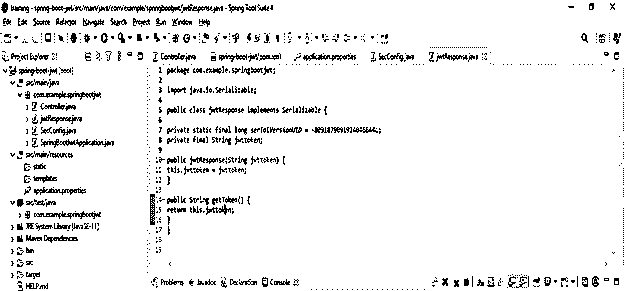 training - spring-boot-jwt/src/main/java/com/example/springbootjwt/jwtResponse.java - Spring Tool Suite 4
File Edit Source Refactor Navigate Search Project Run Window Help
Project Explorer
Controller.java spring-boot-jwt/pom.xml application.properties SecConfig.java jwtResponse.java
spring-boot-jwt [boot]
src/main/java
com.example.springbootjwt
Controller.java
jwtResponse.java
SecConfig.java
SpringBootJwtApplication.java
src/main/resources
static
templates
application.properties
src/test/java
com.example.springbootjwt
JRE System Library [JavaSE-11]
Maven Dependencies
bin
src
target
HELP.md
1 package com.example.springbootjwt;
2
3 import java.io.Serializable;
4
5 public class jwtResponse implements Serializable {
6
7 private static final long serialVersionUID =
8 private final String jwttoken;
9
10 public jwtResponse(String jwttoken) {
11 this.jwttoken = jwttoken;
12 }
13
14 public String getToken() {
15 return this.jwttoken;
16 }
17 }
18
19
Problems Javadoc Declaration Console